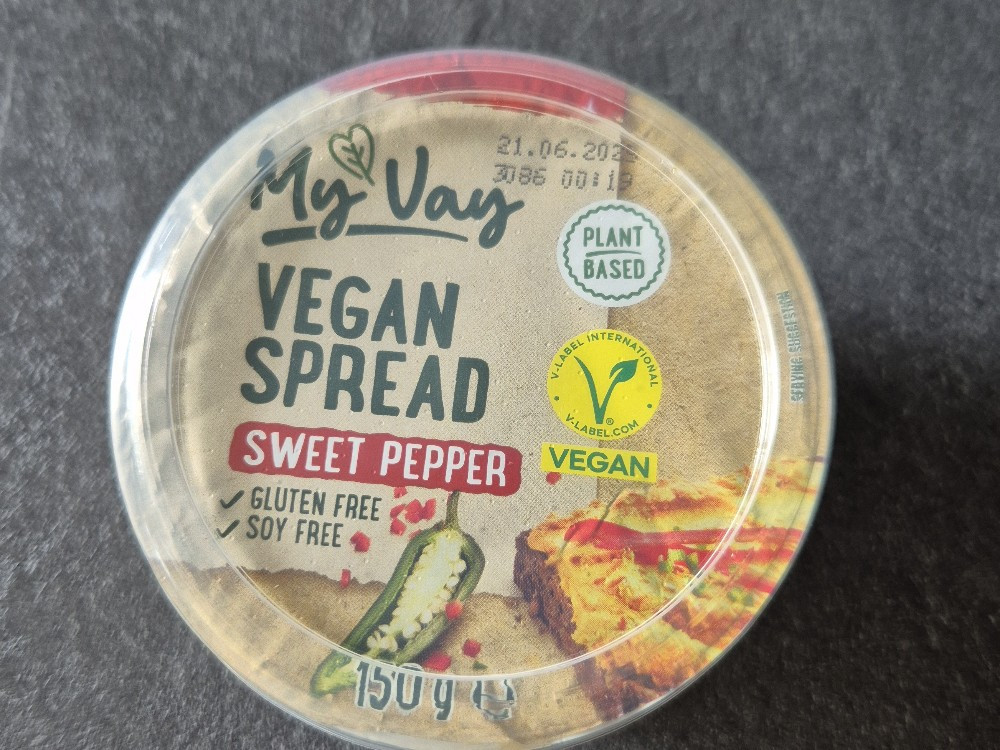 My Vay
21.06.202
3086 00:19
PLANT
BASED
VEGAN
SPREAD
SWEET PEPPER
✓ GLUTEN FREE
✓ SOY FREE
V-LABEL INTERNATIONAL
V-LABEL.COM
VEGAN
SERVING SUGGESTION
150 g ℮